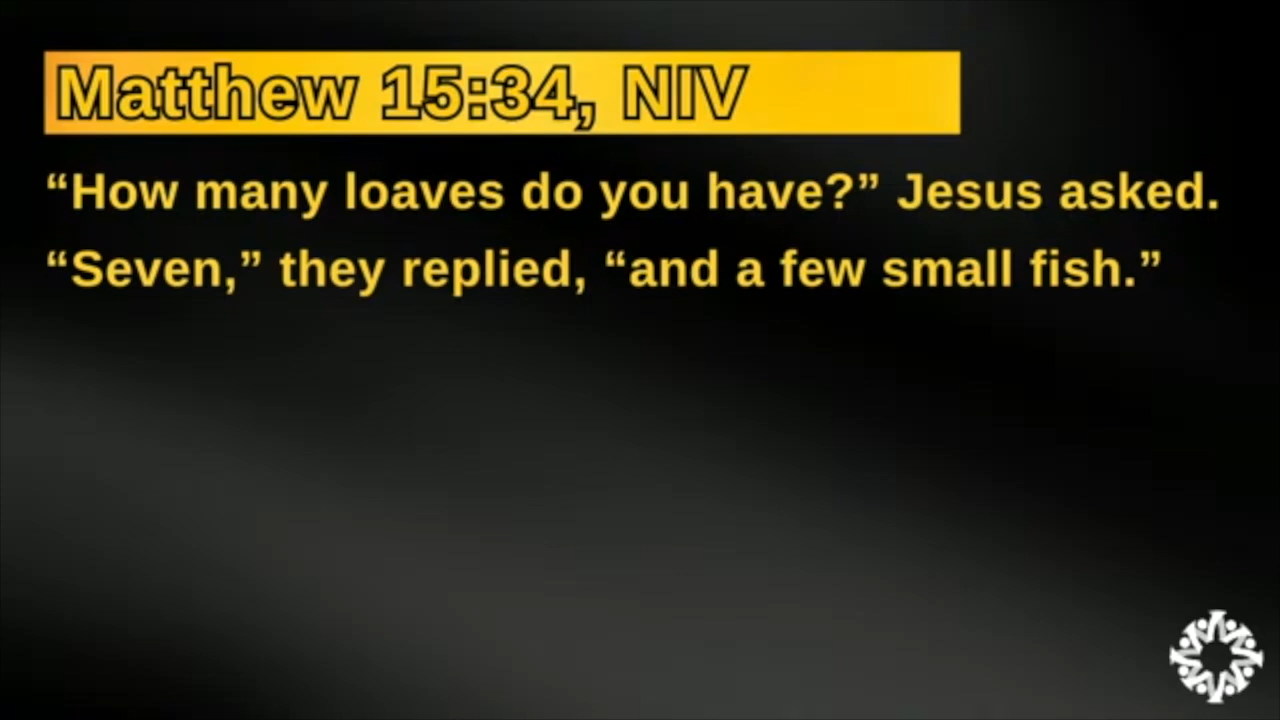 Matthew 15:34, NIV
“How many loaves do you have?” Jesus asked.
“Seven,” they replied, “and a few small fish.”